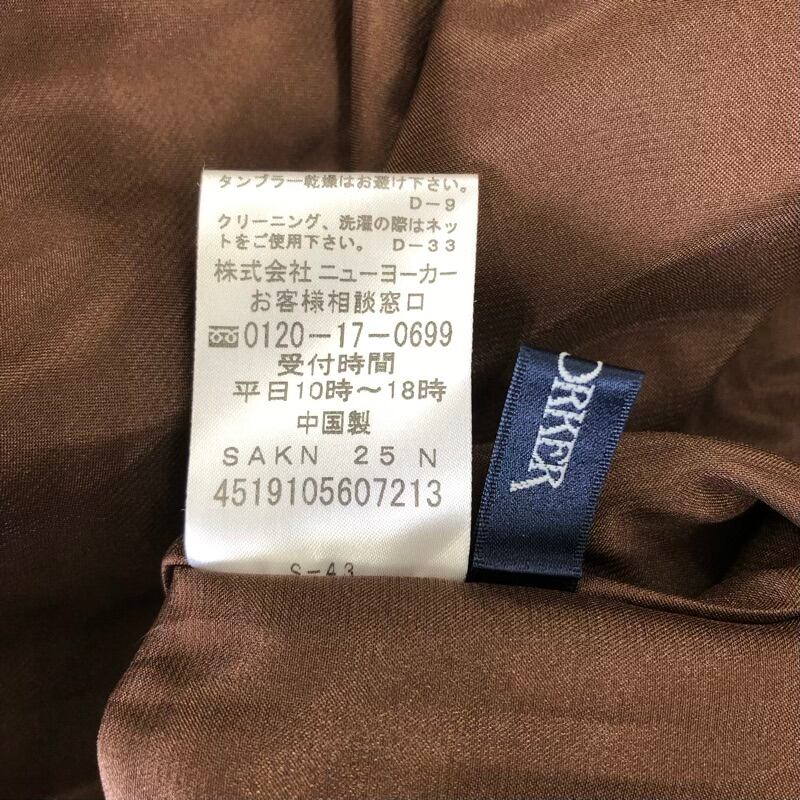 タンブラー乾燥はお避け下さい。
D-9
クリーニング、洗濯の際はネッ
トをご使用下さい。 D-33
株式会社 ニューヨーカー
お客様相談窓口
0120-17-0699
受付時間
平日10時〜18時
中国製
SAKN 25 N
4519105607213
S-43
ORKER